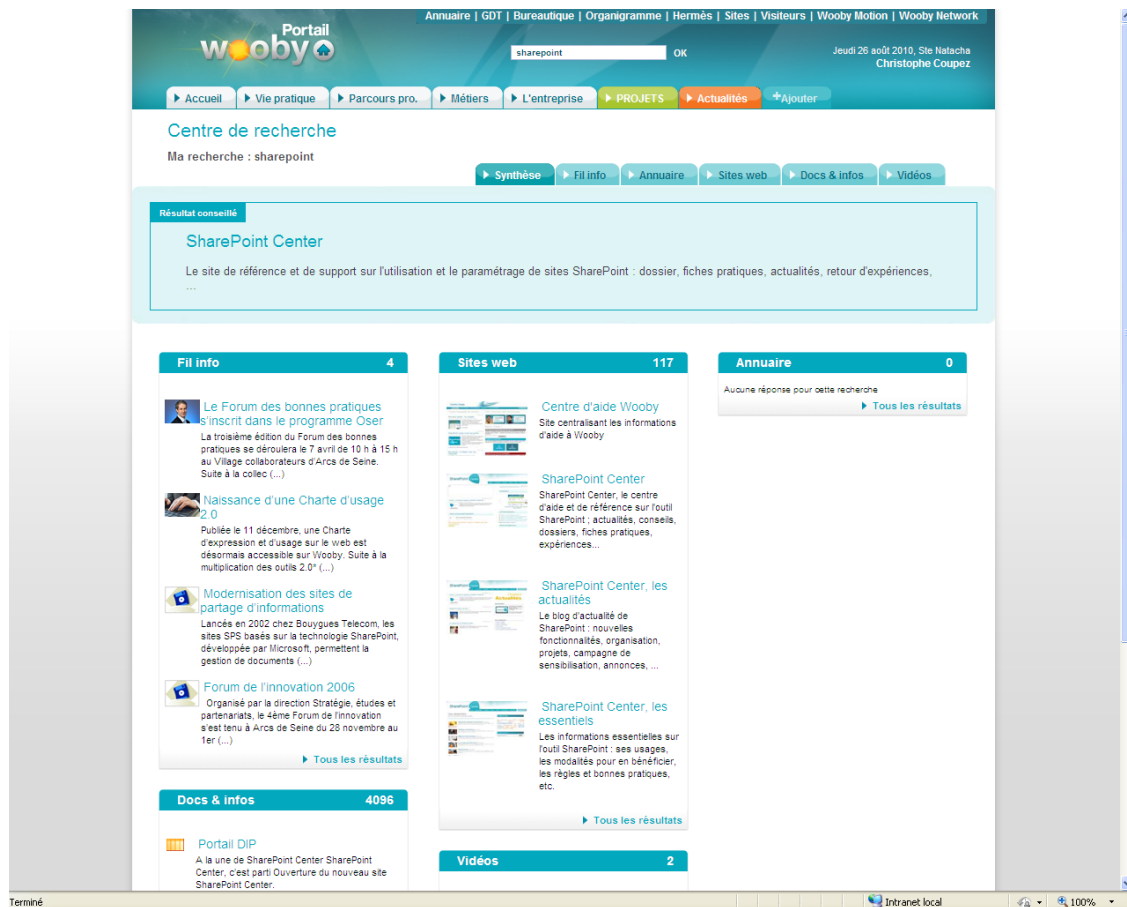 Annuaire | GDT | Bureautique | Organigramme | Hermès | Sites | Visiteurs | Wooby Motion | Wooby Network
Portail
wooby
sharepoint
OK
Jeudi 26 août 2010, Ste Natacha
Christophe Coupez
Accueil
Vie pratique
Parcours pro.
Métiers
L'entreprise
PROJETS
Actualités
+Ajouter
Centre de recherche
Ma recherche : sharepoint
Synthèse
Fil info
Annuaire
Sites web
Docs & infos
Vidéos
Résultat conseillé
SharePoint Center
Le site de référence et de support sur l'utilisation et le paramétrage de sites SharePoint : dossier, fiches pratiques, actualités, retour d'expériences,
...
Fil info 4
Le Forum des bonnes pratiques
s'inscrit dans le programme Oser
La troisième édition du Forum des bonnes
pratiques se déroulera le 7 avril de 10 h à 15 h
au Village collaborateurs d'Arcs de Seine.
Suite à la collec (...)
Naissance d'une Charte d'usage
2.0
Publiée le 11 décembre, une Charte
d'expression et d'usage sur le web est
désormais accessible sur Wooby. Suite à la
multiplication des outils 2.0* (...)
Modernisation des sites de
partage d'informations
Lancés en 2002 chez Bouygues Telecom, les
sites SPS basés sur la technologie SharePoint,
développée par Microsoft, permettent la
gestion de documents (...)
Forum de l'innovation 2006
Organisé par la direction Stratégie, études et
partenariats, le 4ème Forum de l'innovation
s'est tenu à Arcs de Seine du 28 novembre au
1er (...)
Tous les résultats
Docs & infos 4096
Portail DIP
A la une de SharePoint Center SharePoint
Center, c'est parti Ouverture du nouveau site
SharePoint Center.
Sites web 117
Centre d'aide Wooby
Site centralisant les informations
d'aide à Wooby
SharePoint Center
SharePoint Center, le centre
d'aide et de référence sur l'outil
SharePoint ; actualités, conseils,
dossiers, fiches pratiques,
expériences...
SharePoint Center, les
actualités
Le blog d'actualité de
SharePoint : nouvelles
fonctionnalités, organisation,
projets, campagne de
sensibilisation, annonces, ...
SharePoint Center, les
essentiels
Les informations essentielles sur
l'outil SharePoint : ses usages,
les modalités pour en bénéficier,
les règles et bonnes pratiques,
etc.
Tous les résultats
Vidéos 2
Annuaire 0
Aucune réponse pour cette recherche
Tous les résultats
Terminé
Intranet local
100%